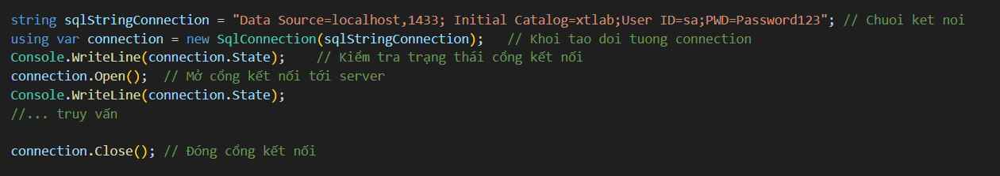 string sqlStringConnection = "Data Source=localhost,1433; Initial Catalog=xtlab;User ID=sa;PWD=Password123"; // Chuoi ket noi
using var connection = new SqlConnection(sqlStringConnection);   // Khoi tao doi tuong connection
Console.WriteLine(connection.State);    // Kiểm tra trạng thái cổng kết nối
connection.Open();  // Mở cổng kết nối tới server
Console.WriteLine(connection.State);
//... truy vấn
connection.Close(); // Đóng cổng kết nối